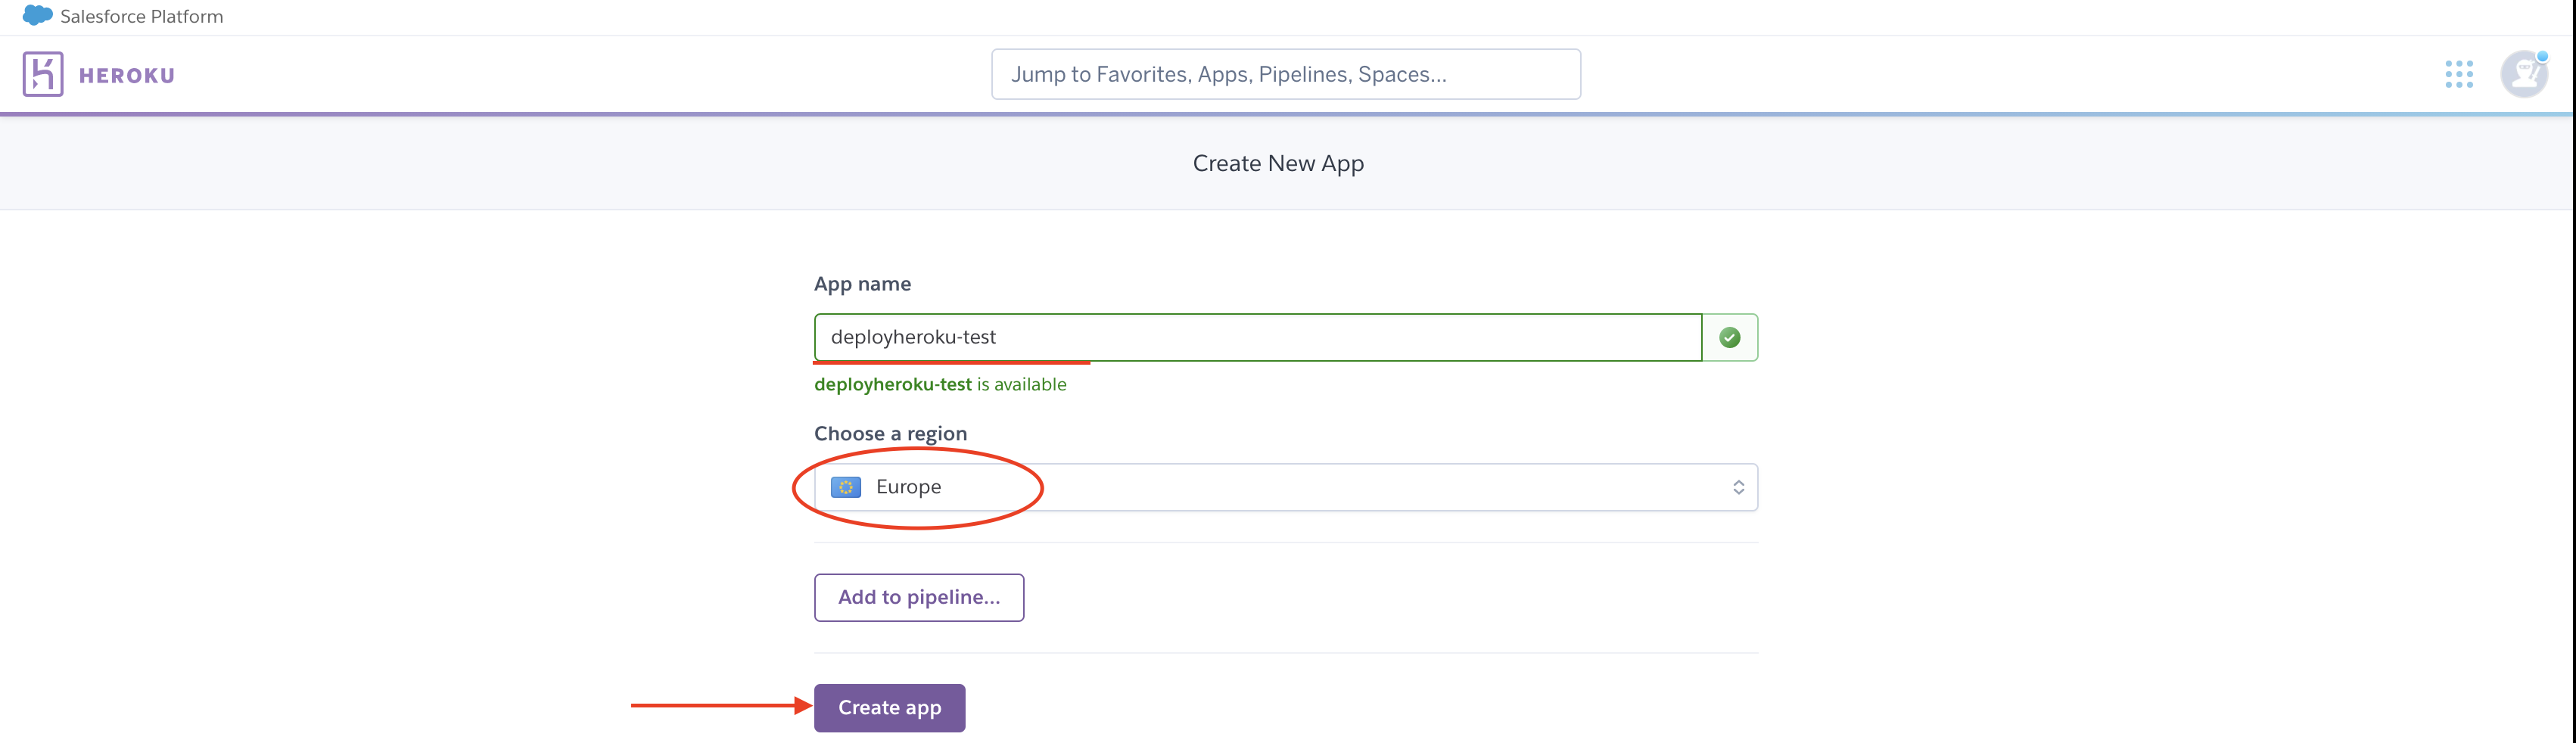 Salesforce Platform
HEROKU
Jump to Favorites, Apps, Pipelines, Spaces...
Create New App
App name
deployheroku-test
deployheroku-test is available
Choose a region
Europe
Add to pipeline...
Create app